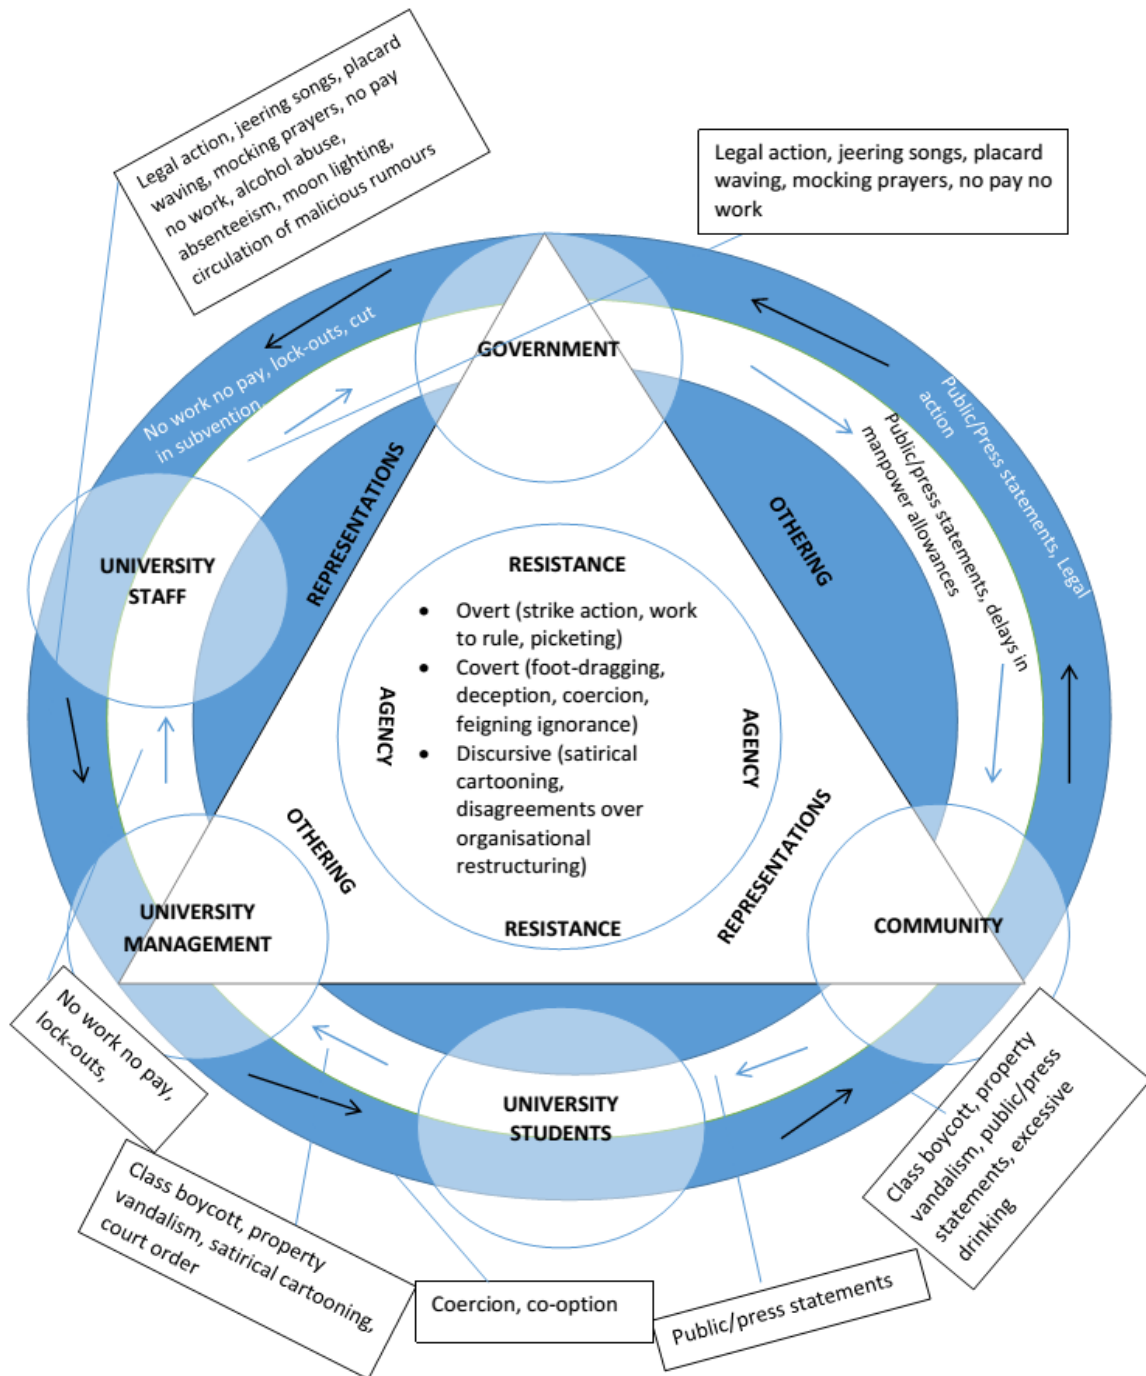 Legal action, jeering songs, placard
waving, mocking prayers, no pay
no work, alcohol abuse,
absenteeism, moon lighting,
circulation of malicious rumours
Legal action, jeering songs, placard
waving, mocking prayers, no pay no
work
No work no pay, lock-outs, cut
in subvention
GOVERNMENT
Public/Press statements, Legal
action
Public/press statements, delays in
manpower allowances
REPRESENTATIONS
OTHERING
UNIVERSITY
STAFF
RESISTANCE
• Overt (strike action, work
to rule, picketing)
• Covert (foot-dragging,
deception, coercion,
feigning ignorance)
• Discursive (satirical
cartooning,
disagreements over
organisational
restructuring)
AGENCY
AGENCY
OTHERING
REPRESENTATIONS
RESISTANCE
UNIVERSITY
MANAGEMENT
COMMUNITY
UNIVERSITY
STUDENTS
No work no pay,
lock-outs,
Class boycott, property
vandalism, satirical cartooning,
court order
Coercion, co-option
Public/press statements
Class boycott, property
vandalism, public/press
statements, excessive
drinking